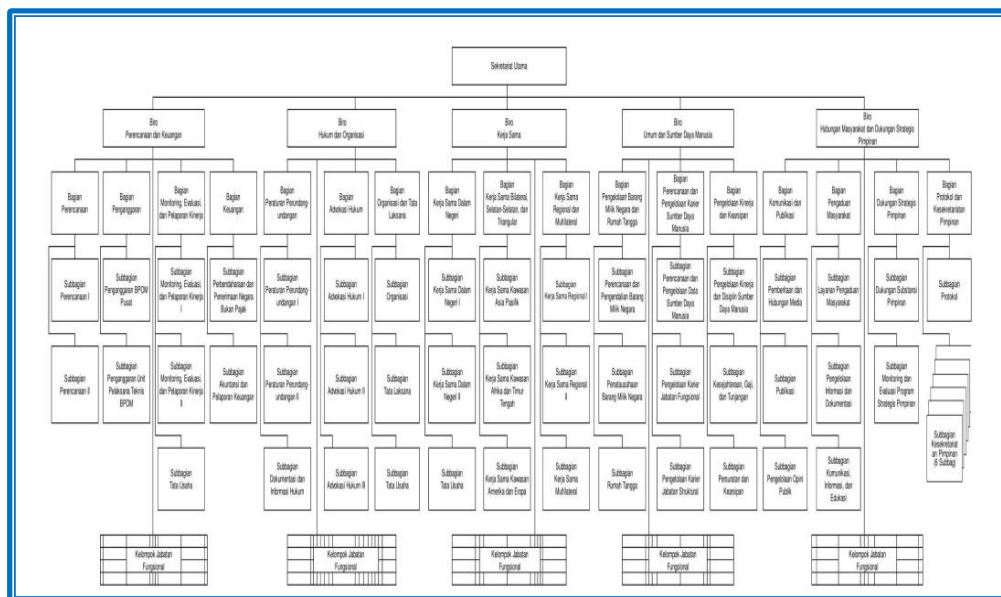 Sekretariat Utama
Biro
Perencanaan dan Keuangan
Biro
Hukum dan Organisasi
Biro
Kerja Sama
Biro
Umum dan Sumber Daya Manusia
Biro
Hubungan Masyarakat dan Dukungan Strategis
Pimpinan
Bagian
Perencanaan
Bagian
Penganggaran
Bagian
Monitoring, Evaluasi,
dan Pelaporan Kinerja
Bagian
Keuangan
Bagian
Peraturan Perundang-
undangan
Bagian
Advokasi Hukum
Bagian
Organisasi dan Tata
Laksana
Bagian
Kerja Sama Dalam
Negeri
Bagian
Kerja Sama Bilateral,
Selatan-Selatan, dan
Triangular
Bagian
Kerja Sama
Regional dan
Multilateral
Bagian
Pengelolaan Barang
Milik Negara dan
Rumah Tangga
Bagian
Perencanaan dan
Pengelolaan Karier
Sumber Daya
Manusia
Bagian
Pengelolaan Kinerja
dan Kearsipan
Bagian
Komunikasi dan
Publikasi
Bagian
Pengaduan
Masyarakat
Bagian
Dukungan Strategis
Pimpinan
Bagian
Protokol dan
Kesekretariatan
Pimpinan
Subbagian
Perencanaan I
Subbagian
Penganggaran BPOM
Pusat
Subbagian
Monitoring, Evaluasi,
dan Pelaporan Kinerja
I
Subbagian
Perbendaharaan dan
Penerimaan Negara
Bukan Pajak
Subbagian
Peraturan Perundang-
undangan I
Subbagian
Advokasi Hukum I
Subbagian
Organisasi
Subbagian
Kerja Sama Dalam
Negeri I
Subbagian
Kerja Sama Kawasan
Asia Pasifik
Subbagian
Kerja Sama Regional I
Subbagian
Perencanaan dan
Pengendalian Barang
Milik Negara
Subbagian
Perencanaan dan
Pengelolaan Data
Sumber Daya
Manusia
Subbagian
Pengelolaan Kinerja
dan Disiplin Sumber
Daya Manusia
Subbagian
Pemberitaan dan
Hubungan Media
Subbagian
Layanan Pengaduan
Masyarakat
Subbagian
Dukungan Substansi
Pimpinan
Subbagian
Protokol
Subbagian
Perencanaan II
Subbagian
Penganggaran Unit
Pelaksana Teknis
BPOM
Subbagian
Monitoring, Evaluasi,
dan Pelaporan Kinerja
II
Subbagian
Akuntansi dan
Pelaporan Keuangan
Subbagian
Peraturan Perundang-
undangan II
Subbagian
Advokasi Hukum II
Subbagian
Tata Laksana
Subbagian
Kerja Sama Dalam
Negeri II
Subbagian
Kerja Sama Kawasan
Afrika dan Timur
Tengah
Subbagian
Kerja Sama Regional
II
Subbagian
Penatausahaan
Barang Milik Negara
Subbagian
Pengelolaan Karier
Jabatan Fungsional
Subbagian
Kesejahteraan, Gaji,
dan Tunjangan
Subbagian
Publikasi
Subbagian
Pengelolaan
Informasi dan
Dokumentasi
Subbagian
Monitoring dan
Evaluasi Program
Strategis Pimpinan
Subbagian
Kesekretariat
an Pimpinan
(6 Subbag)
Subbagian
Tata Usaha
Subbagian
Dokumentasi dan
Informasi Hukum
Subbagian
Advokasi Hukum III
Subbagian
Tata Usaha
Subbagian
Tata Usaha
Subbagian
Kerja Sama Kawasan
Amerika dan Eropa
Subbagian
Kerja Sama
Multilateral
Subbagian
Rumah Tangga
Subbagian
Pengelolaan Karier
Jabatan Struktural
Subbagian
Persuratan dan
Kearsipan
Subbagian
Pengelolaan Opini
Publik
Subbagian
Komunikasi,
Informasi, dan
Edukasi
Kelompok Jabatan
Fungsional
Kelompok Jabatan
Fungsional
Kelompok Jabatan
Fungsional
Kelompok Jabatan
Fungsional
Kelompok Jabatan
Fungsional